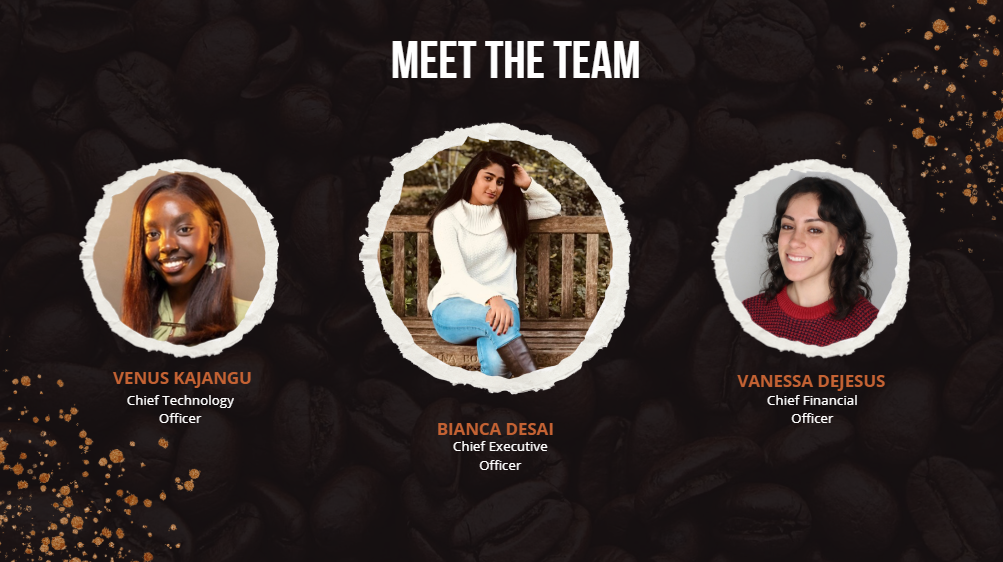 MEET THE TEAM
VENUS KAJANGU
Chief Technology
Officer
BIANCA DESAI
Chief Executive
Officer
VANESSA DEJESUS
Chief Financial
Officer